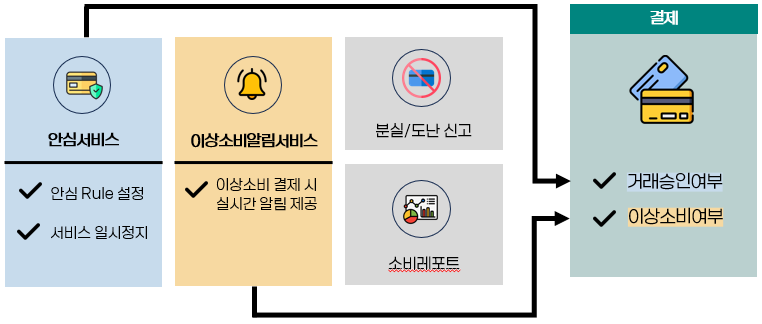 안심서비스
안심 Rule 설정
서비스 일시정지
이상소비알림서비스
이상소비 결제 시
실시간 알림 제공
분실/도난 신고
소비레포트
결제
거래승인여부
이상소비여부